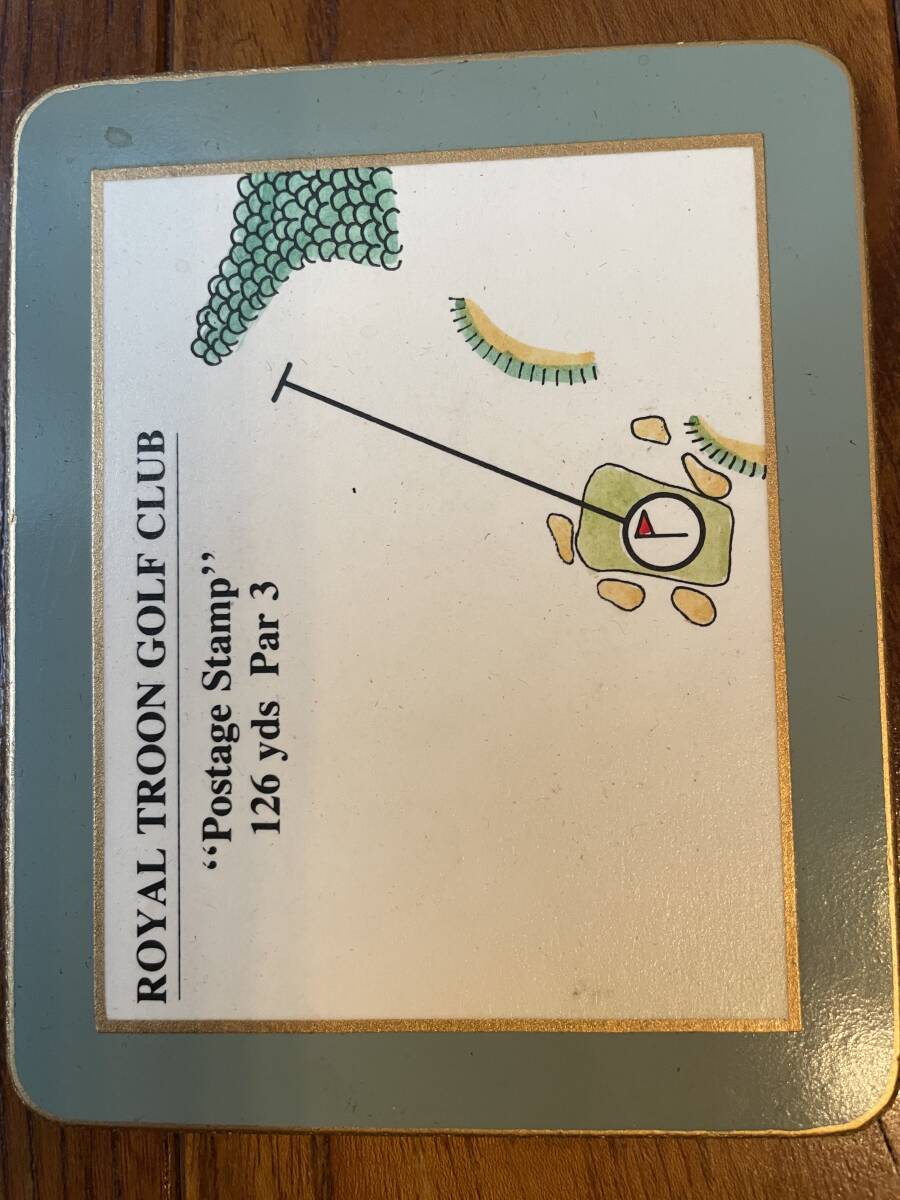 ROYAL TROON GOLF CLUB
“Postage Stamp”
126 yds Par 3